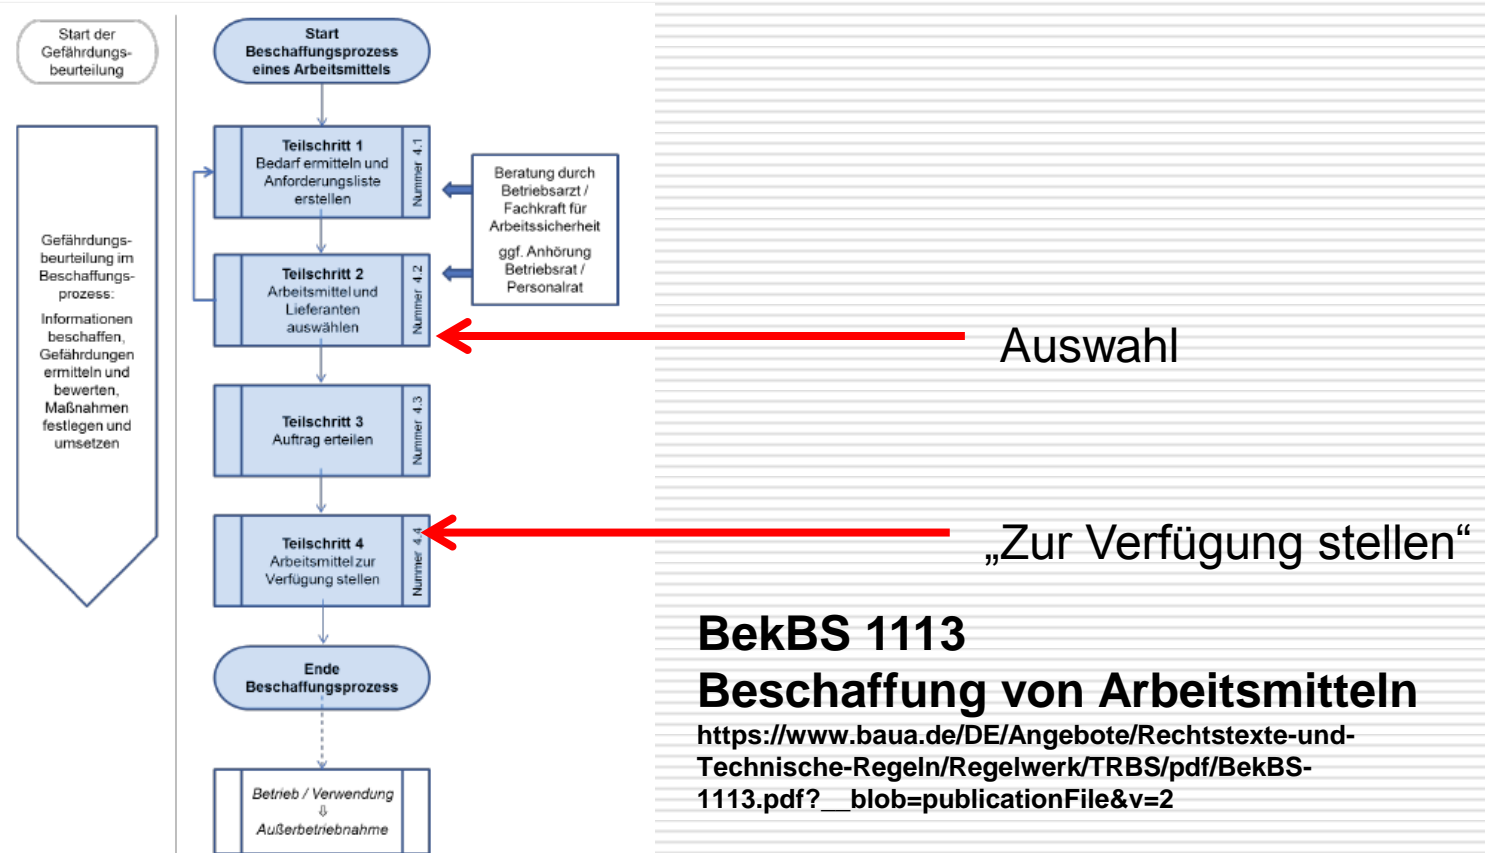 Start der
Gefährdungs-
beurteilung
Gefährdungs-
beurteilung im
Beschaffungs-
prozess:
Informationen
beschaffen,
Gefährdungen
ermitteln und
bewerten,
Maßnahmen
festlegen und
umsetzen
Start
Beschaffungsprozess
eines Arbeitsmittels
Teilschritt 1
Bedarf ermitteln und
Anforderungsliste
erstellen
Nummer 4.1
Beratung durch
Betriebsarzt /
Fachkraft für
Arbeitssicherheit
ggf. Anhörung
Betriebsrat /
Personalrat
Teilschritt 2
Arbeitsmittel und
Lieferanten
auswählen
Nummer 4.2
Auswahl
Teilschritt 3
Auftrag erteilen
Nummer 4.3
Teilschritt 4
Arbeitsmittel zur
Verfügung stellen
Nummer 4.4
„Zur Verfügung stellen“
Ende
Beschaffungsprozess
Betrieb / Verwendung
⇩
Außerbetriebnahme
BekBS 1113
Beschaffung von Arbeitsmitteln
https://www.baua.de/DE/Angebote/Rechtstexte-und-
Technische-Regeln/Regelwerk/TRBS/pdf/BekBS-
1113.pdf?__blob=publicationFile&v=2